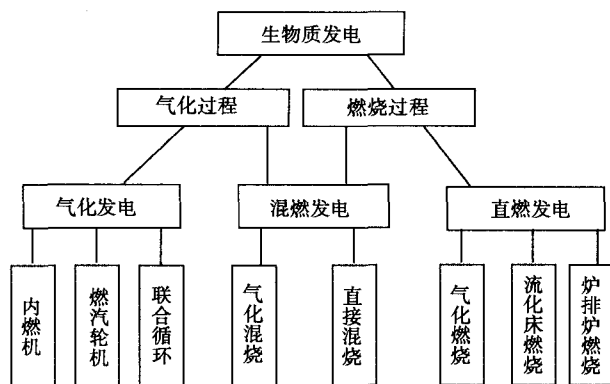 生物质发电
气化过程
燃烧过程
气化发电
混燃发电
直燃发电
内燃机
燃汽轮机
联合循环
气化混烧
直接混烧
气化燃烧
流化床燃烧
炉排炉燃烧